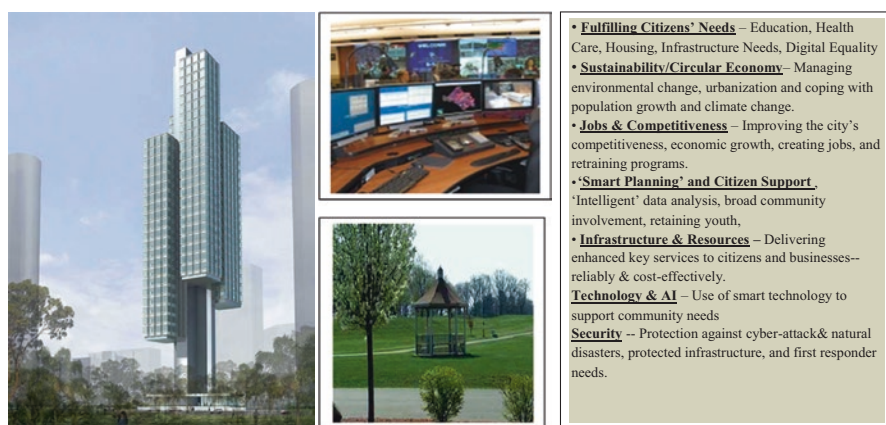 • Fulfilling Citizens’ Needs – Education, Health
Care, Housing, Infrastructure Needs, Digital Equality
• Sustainability/Circular Economy– Managing
environmental change, urbanization and coping with
population growth and climate change.
• Jobs & Competitiveness – Improving the city’s
competitiveness, economic growth, creating jobs, and
retraining programs.
•‘Smart Planning’ and Citizen Support ,
‘Intelligent’ data analysis, broad community
involvement, retaining youth,
• Infrastructure & Resources – Delivering
enhanced key services to citizens and businesses--
reliably & cost-effectively.
Technology & AI – Use of smart technology to
support community needs
Security -- Protection against cyber-attack& natural
disasters, protected infrastructure, and first responder
needs.